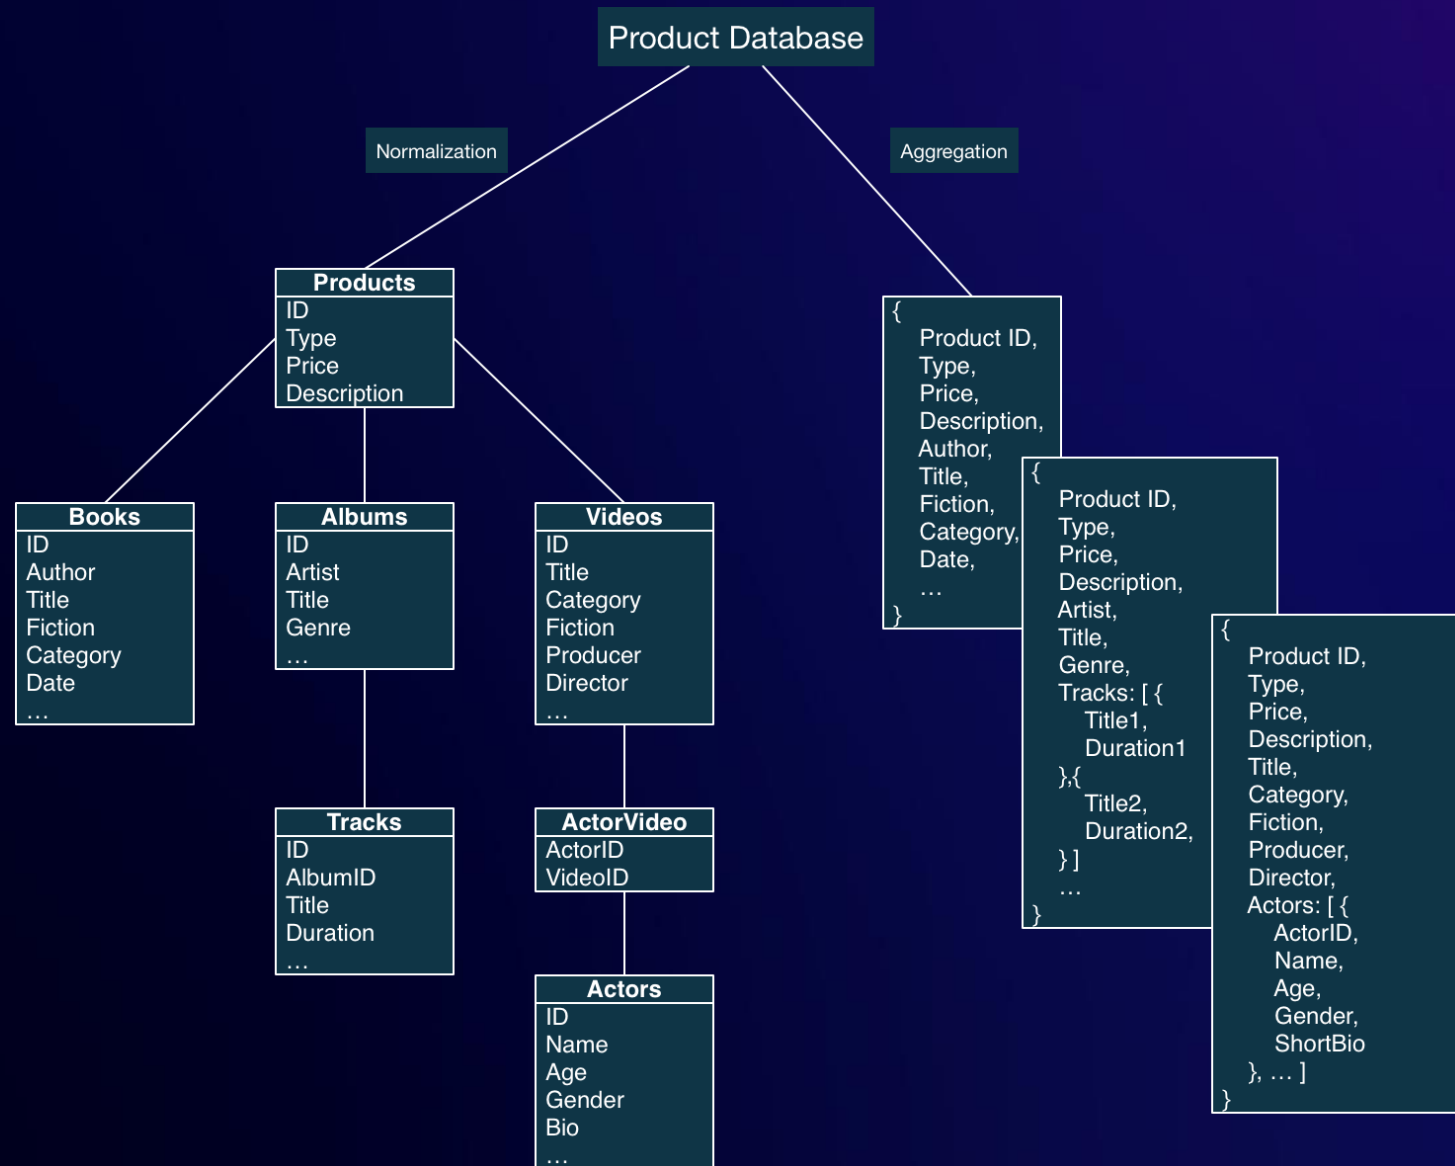 Product Database
Normalization
Aggregation
Products
ID
Type
Price
Description
Books
ID
Author
Title
Fiction
Category
Date
…
Albums
ID
Artist
Title
Genre
…
Videos
ID
Title
Category
Fiction
Producer
Director
…
Tracks
ID
AlbumID
Title
Duration
…
ActorVideo
ActorID
VideoID
Actors
ID
Name
Age
Gender
Bio
…
{
Product ID,
Type,
Price,
Description,
Author,
Title,
Fiction,
Category,
Date,
…
}
{
Product ID,
Type,
Price,
Description,
Artist,
Title,
Genre,
Tracks: [ {
Title1,
Duration1
},{
Title2,
Duration2,
} ]
…
}
{
Product ID,
Type,
Price,
Description,
Title,
Category,
Fiction,
Producer,
Director,
Actors: [ {
ActorID,
Name,
Age,
Gender,
ShortBio
}, … ]
}